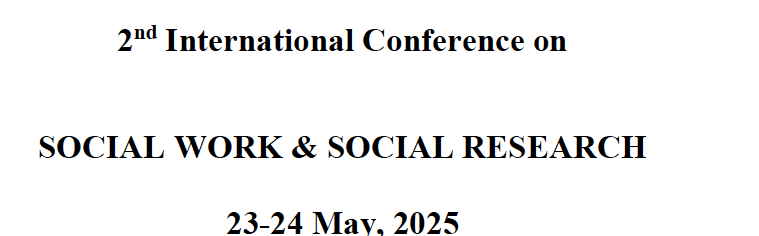 2nd International Conference on
SOCIAL WORK & SOCIAL RESEARCH
23-24 May, 2025